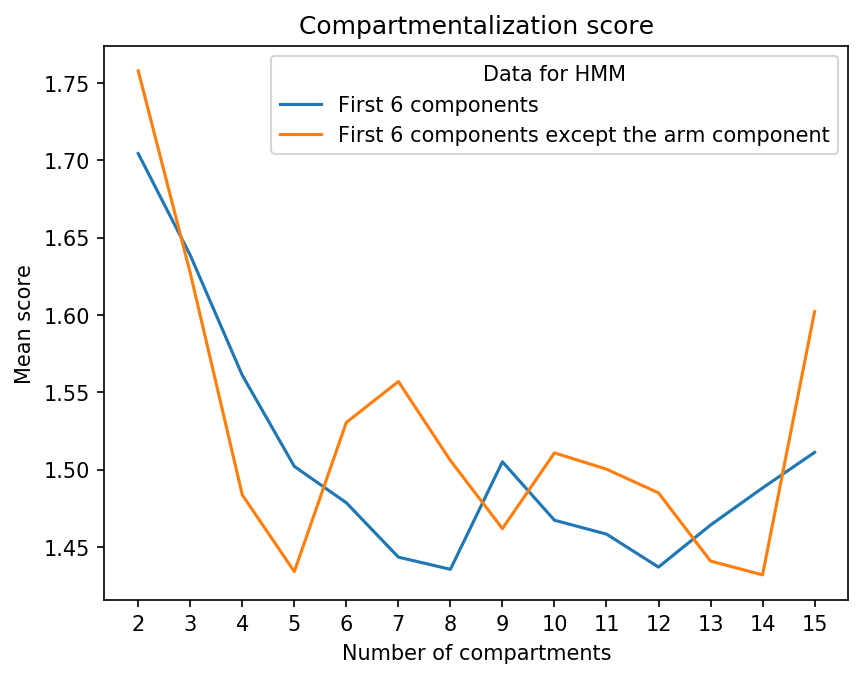 Compartmentalization score
Data for HMM
First 6 components
First 6 components except the arm component
Mean score
1.75
1.70
1.65
1.60
1.55
1.50
1.45
2 3 4 5 6 7 8 9 10 11 12 13 14 15
Number of compartments